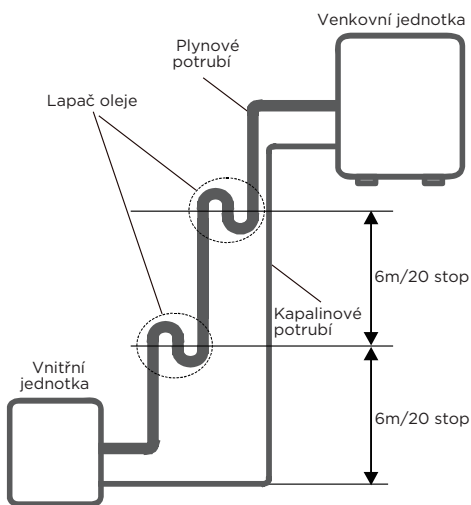 Venkovní jednotka
Plynové
potrubí
Lapač oleje
6m/20 stop
Kapalinové
potrubí
Vnitřní
jednotka
6m/20 stop